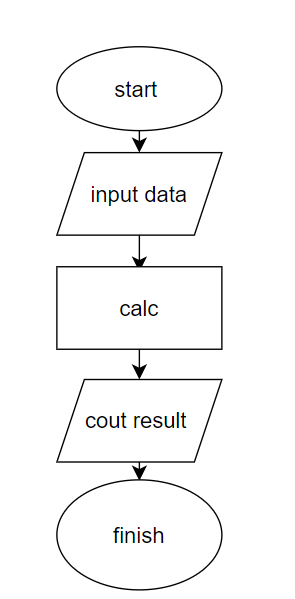 start
input data
calc
cout result
finish